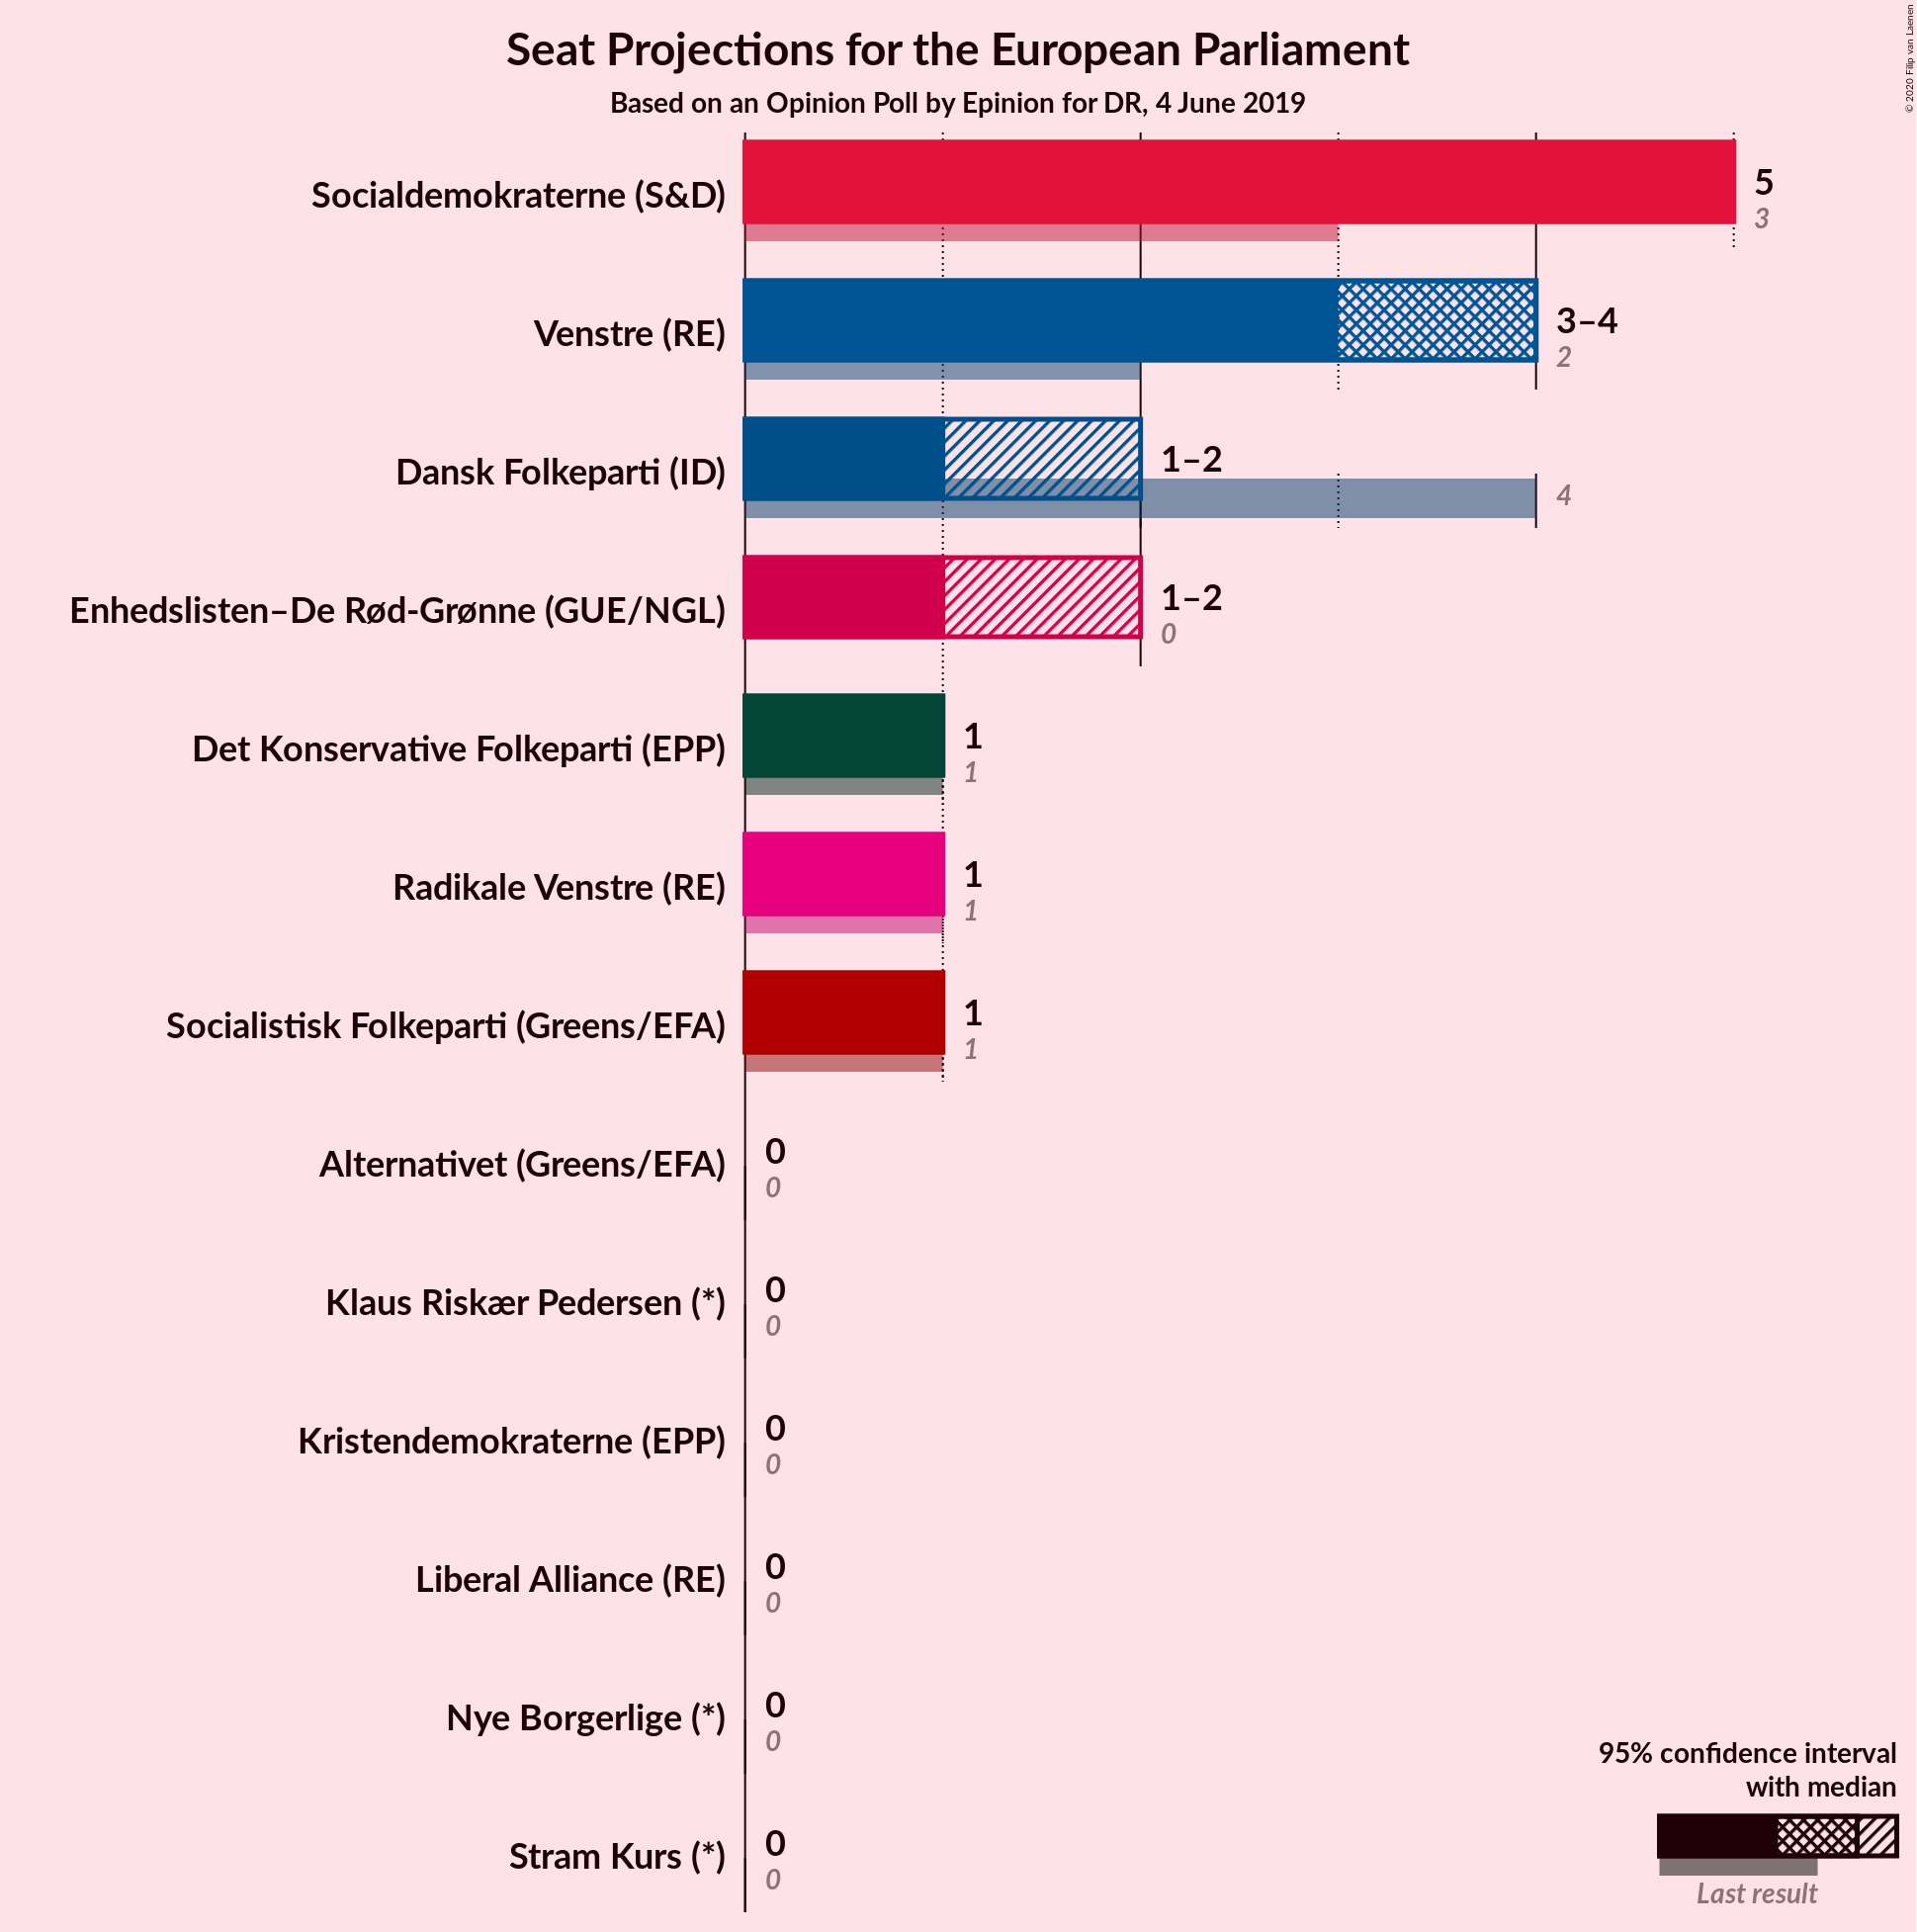 Seat Projections for the European Parliament
Based on an Opinion Poll by Epinion for DR, 4 June 2019
© 2020 Filip van Laenen
Socialdemokraterne (S&D)
5
3
Venstre (RE)
3–4
2
Dansk Folkeparti (ID)
1–2
4
Enhedslisten–De Rød-Grønne (GUE/NGL)
1–2
0
Det Konservative Folkeparti (EPP)
1
1
Radikale Venstre (RE)
1
1
Socialistisk Folkeparti (Greens/EFA)
1
1
Alternativet (Greens/EFA)
0
0
Klaus Riskær Pedersen (*)
0
0
Kristendemokraterne (EPP)
0
0
Liberal Alliance (RE)
0
0
Nye Borgerlige (*)
0
0
Stram Kurs (*)
0
0
95% confidence interval
with median
Last result